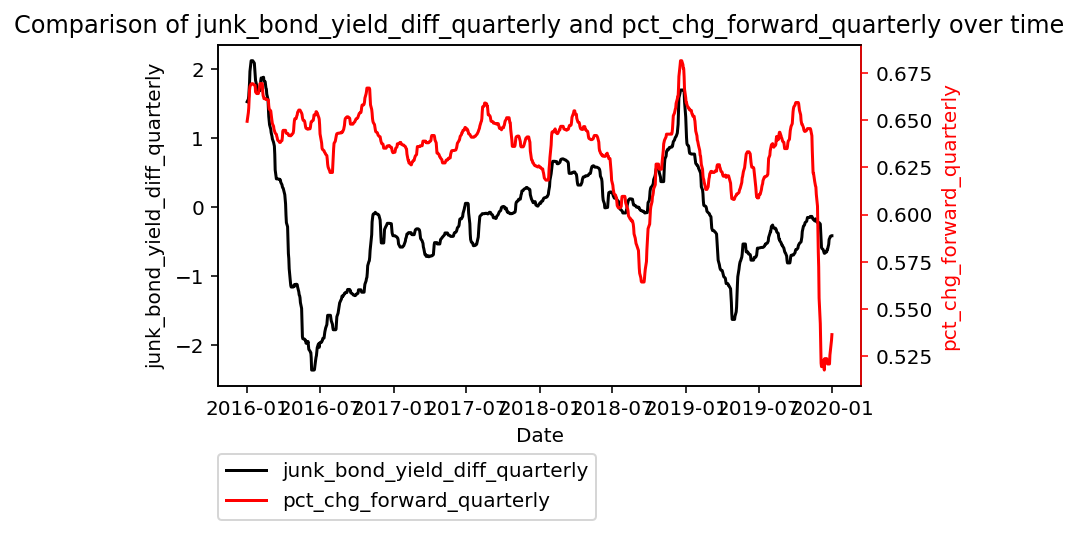 Comparison of junk_bond_yield_diff_quarterly and pct_chg_forward_quarterly over time
junk_bond_yield_diff_quarterly
2
1
0
−1
−2
0.675
0.650
0.625
0.600
0.575
0.550
0.525
pct_chg_forward_quarterly
2016-01 2016-07 2017-01 2017-07 2018-01 2018-07 2019-01 2019-07 2020-01
Date
junk_bond_yield_diff_quarterly
pct_chg_forward_quarterly